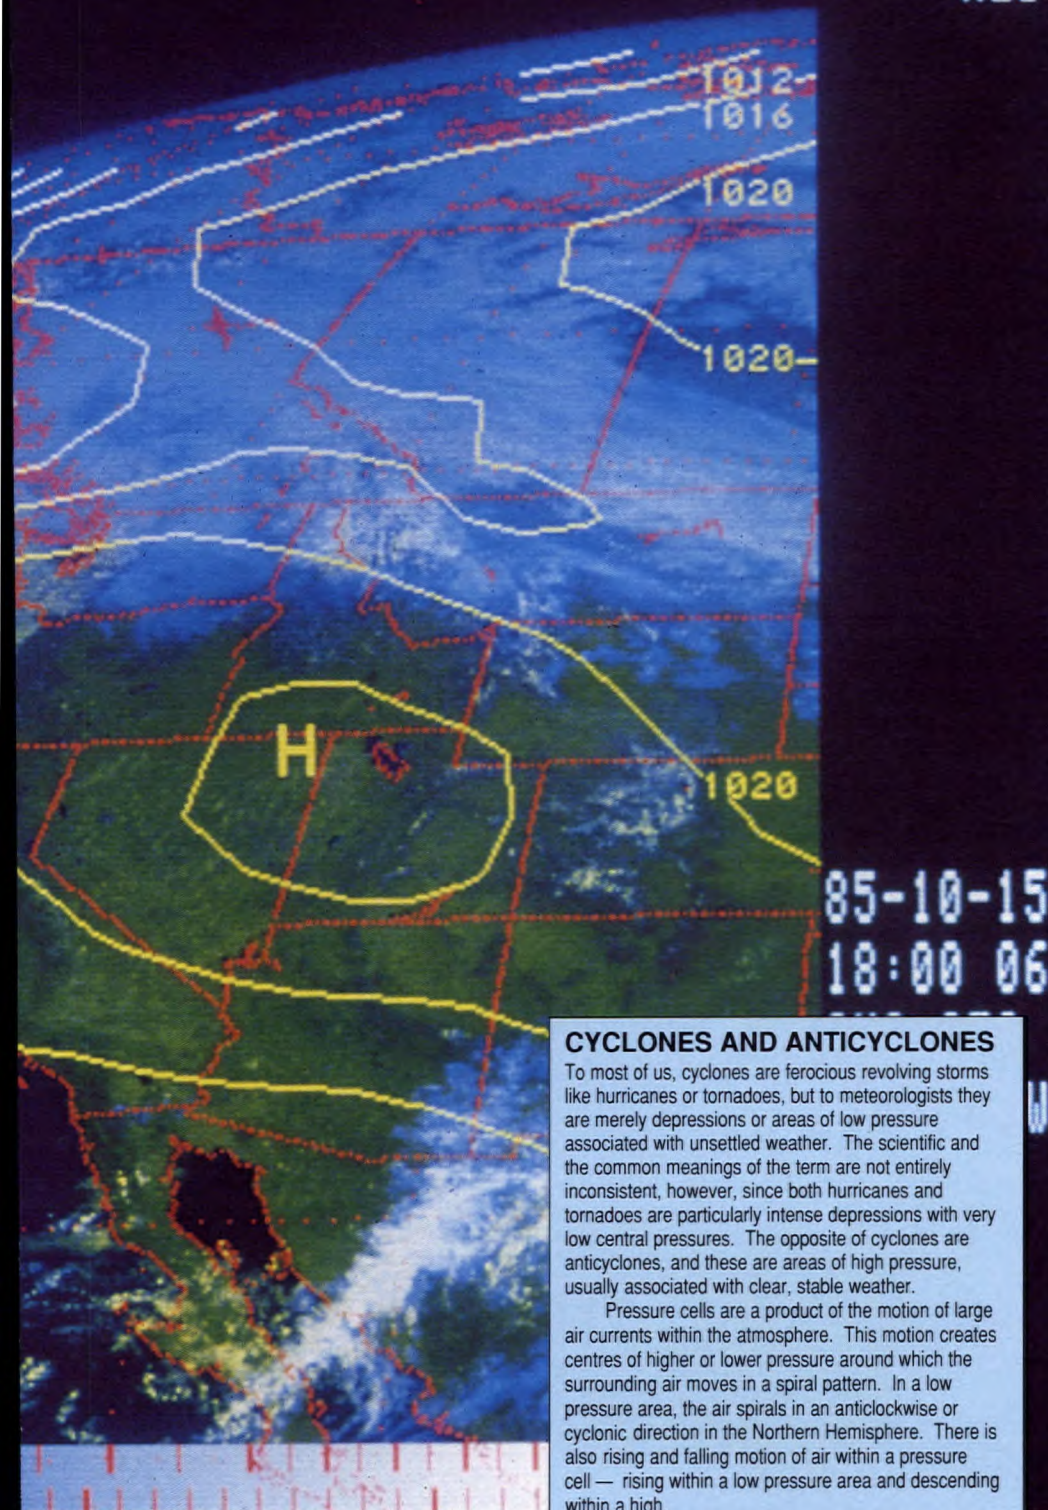 1012
1016
1020
1020
H
1020
85-10-15
18:00 06
W
CYCLONES AND ANTICYCLONES
To most of us, cyclones are ferocious revolving storms
like hurricanes or tornadoes, but to meteorologists they
are merely depressions or areas of low pressure
associated with unsettled weather. The scientific and
the common meanings of the term are not entirely
inconsistent, however, since both hurricanes and
tornadoes are particularly intense depressions with very
low central pressures. The opposite of cyclones are
anticyclones, and these are areas of high pressure,
usually associated with clear, stable weather.
Pressure cells are a product of the motion of large
air currents within the atmosphere. This motion creates
centres of higher or lower pressure around which the
surrounding air moves in a spiral pattern. In a low
pressure area, the air spirals in an anticlockwise or
cyclonic direction in the Northern Hemisphere. There is
also rising and falling motion of air within a pressure
cell — rising within a low pressure area and descending
within a high.